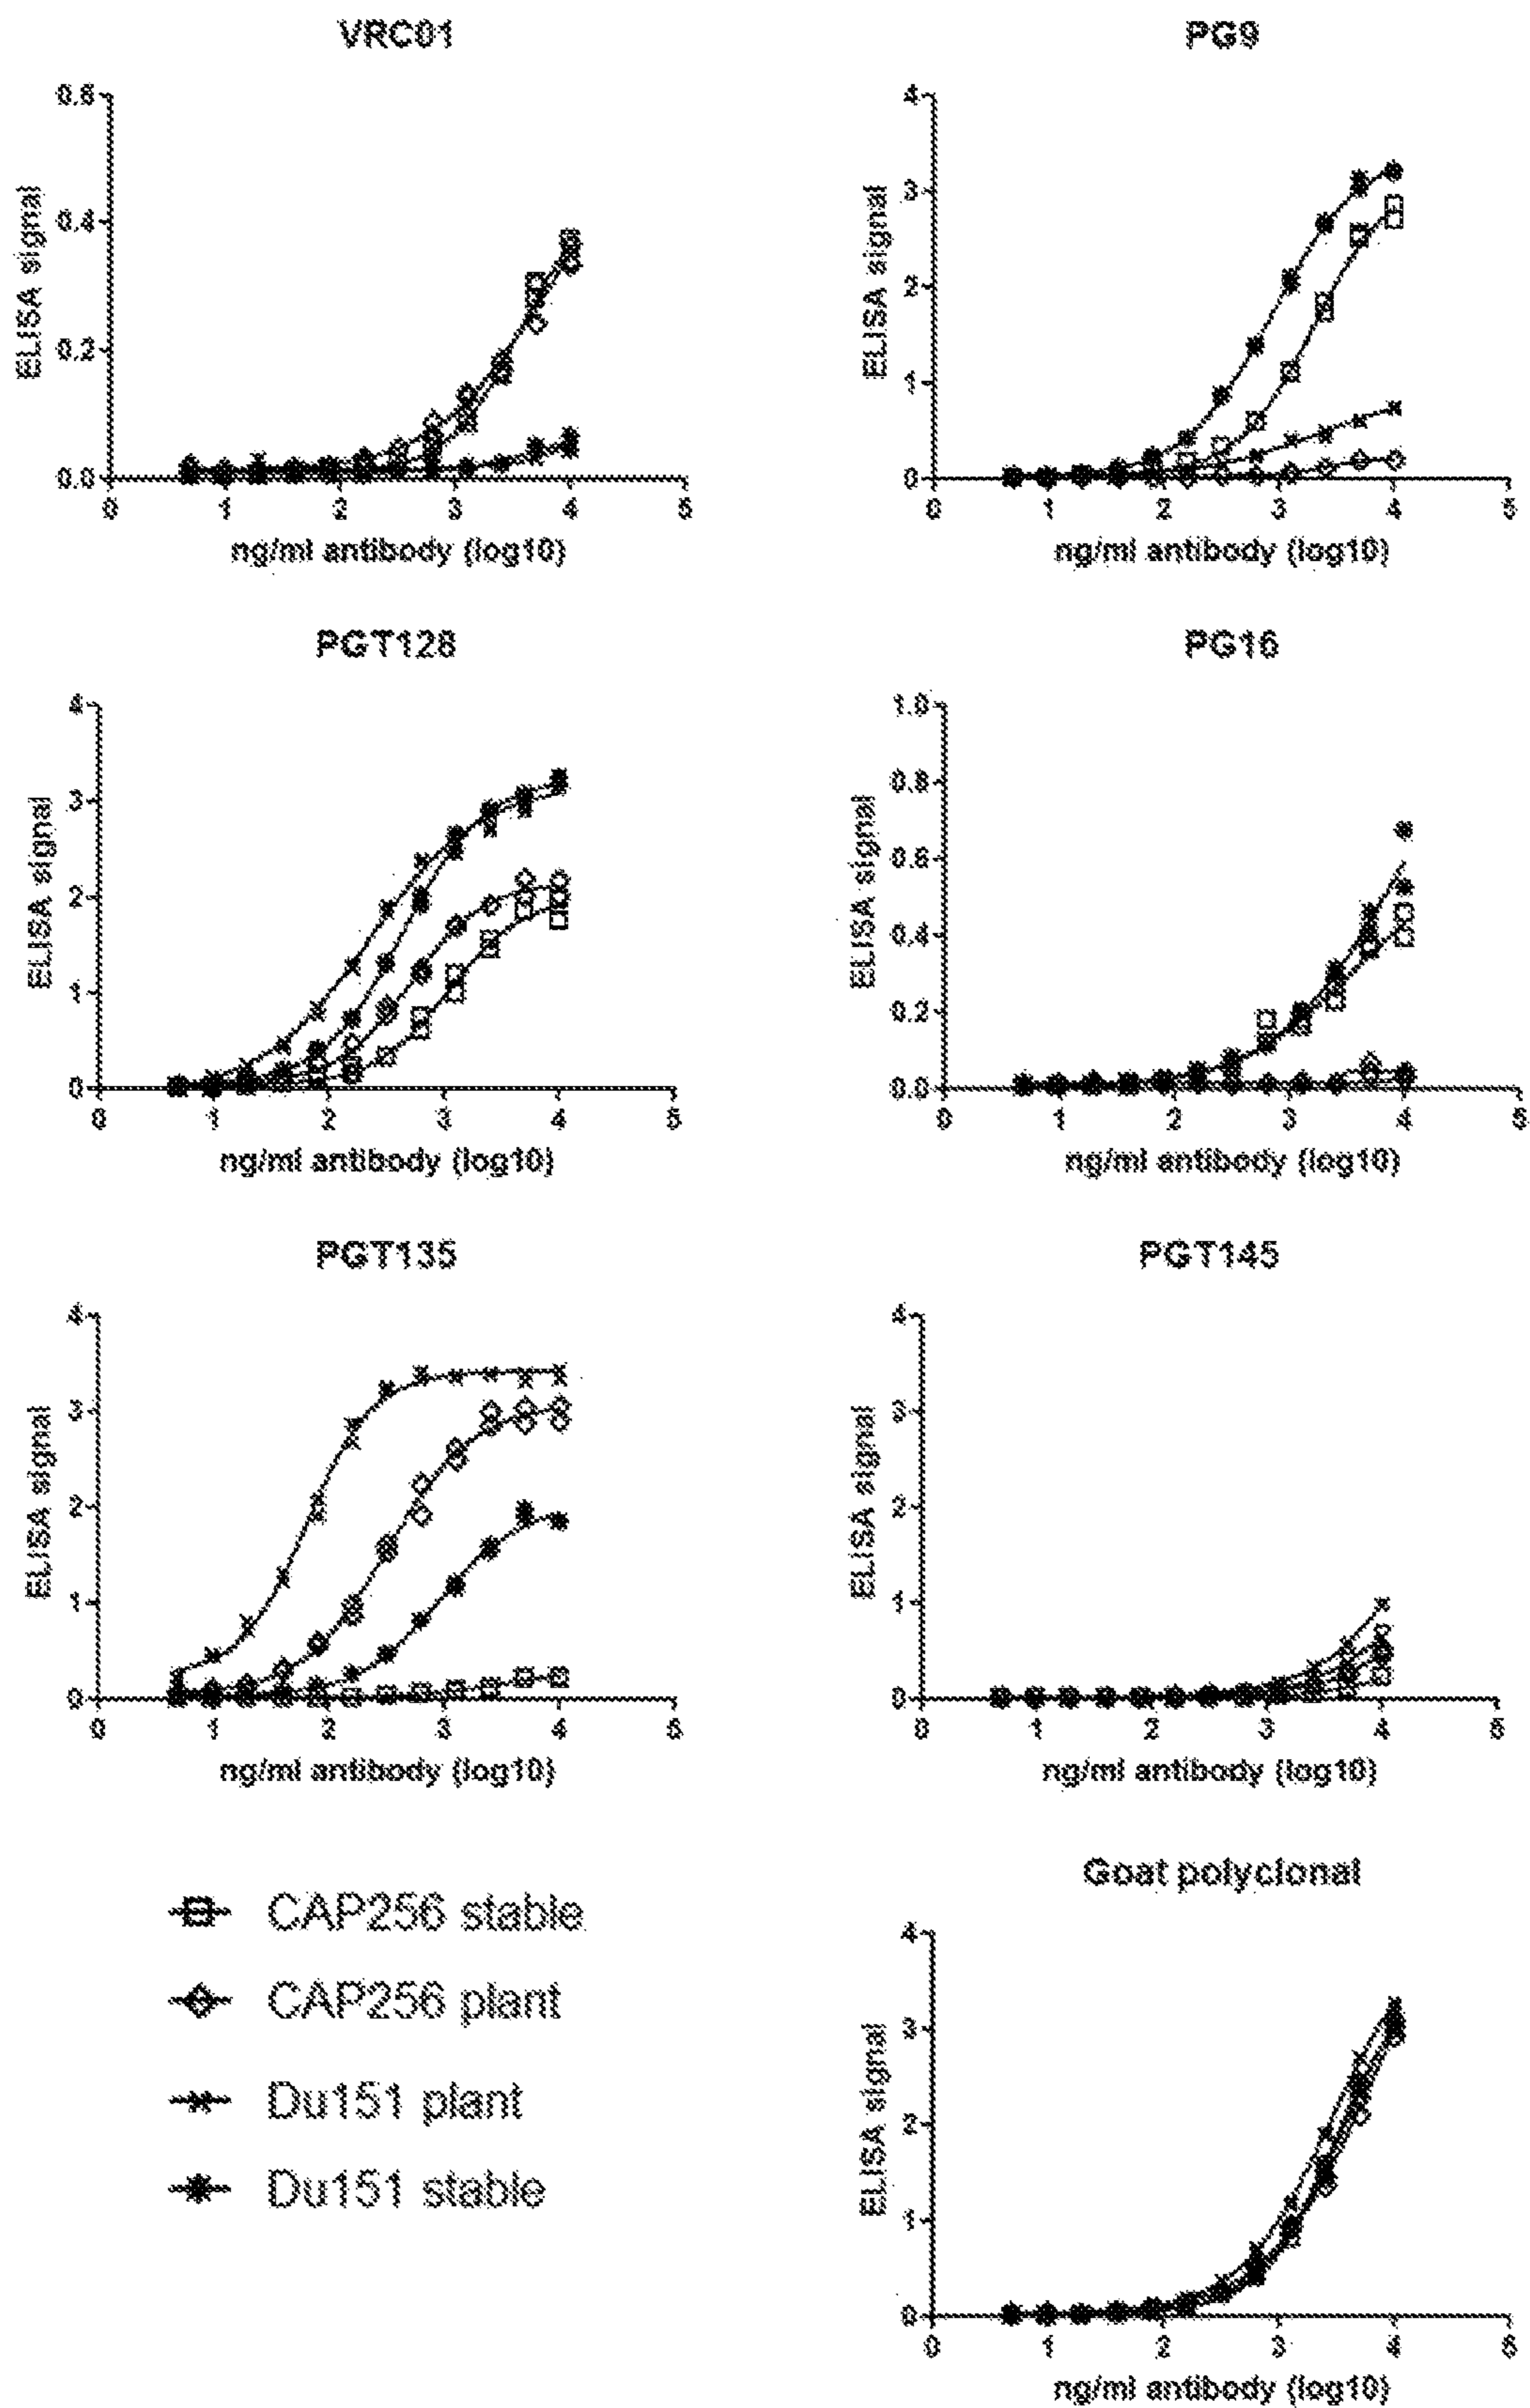 VRC01
PG9
0.6
0.4
0.2
0.0
ELISA signal
0 1 2 3 4 5
ng/ml antibody (log10)
4
3
2
1
0
ELISA signal
0 1 2 3 4 5
ng/ml antibody (log10)
PGT128
PG16
4
3
2
1
0
ELISA signal
0 1 2 3 4 5
ng/ml antibody (log10)
1.0
0.8
0.6
0.4
0.2
0.0
ELISA signal
0 1 2 3 4 5
ng/ml antibody (log10)
PGT135
PGT145
4
3
2
1
0
ELISA signal
0 1 2 3 4 5
ng/ml antibody (log10)
4
3
2
1
0
ELISA signal
0 1 2 3 4 5
ng/ml antibody (log10)
CAP256 stable
CAP256 plant
Du151 plant
Du151 stable
Goat polyclonal
4
3
2
1
0
ELISA signal
0 1 2 3 4 5
ng/ml antibody (log10)